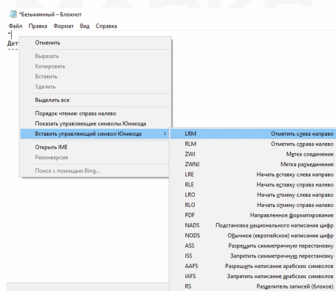 *Безымянный – Блокнот
Файл Правка Формат Вид Справка
Дет
Отменить
Вырезать
Копировать
Вставить
Удалить
Выделить все
Порядок чтения: справа налево
Показать управляющие символы Юникода
Вставить управляющий символ Юникода
Открыть IME
Реконверсия
Поиск с помощью Bing...
LRM Отметить слева направо
RLM Отметить справа налево
ZWJ Метка соединения
ZWNJ Метка разъединения
LRE Начать вставку слева направо
RLE Начать вставку справа налево
LRO Начать отмену слева направо
RLO Начать отмену справа налево
PDF Направленное форматирование
NADS Подстановка национального написания цифр
NODS Обычное (европейское) написание цифр
ASS Разрешить симметричную перестановку
ISS Запретить симметричную перестановку
AAFS Разрешить написание арабских символов
IAFS Запретить написание арабских символов
RS Разделитель записей (блоков)